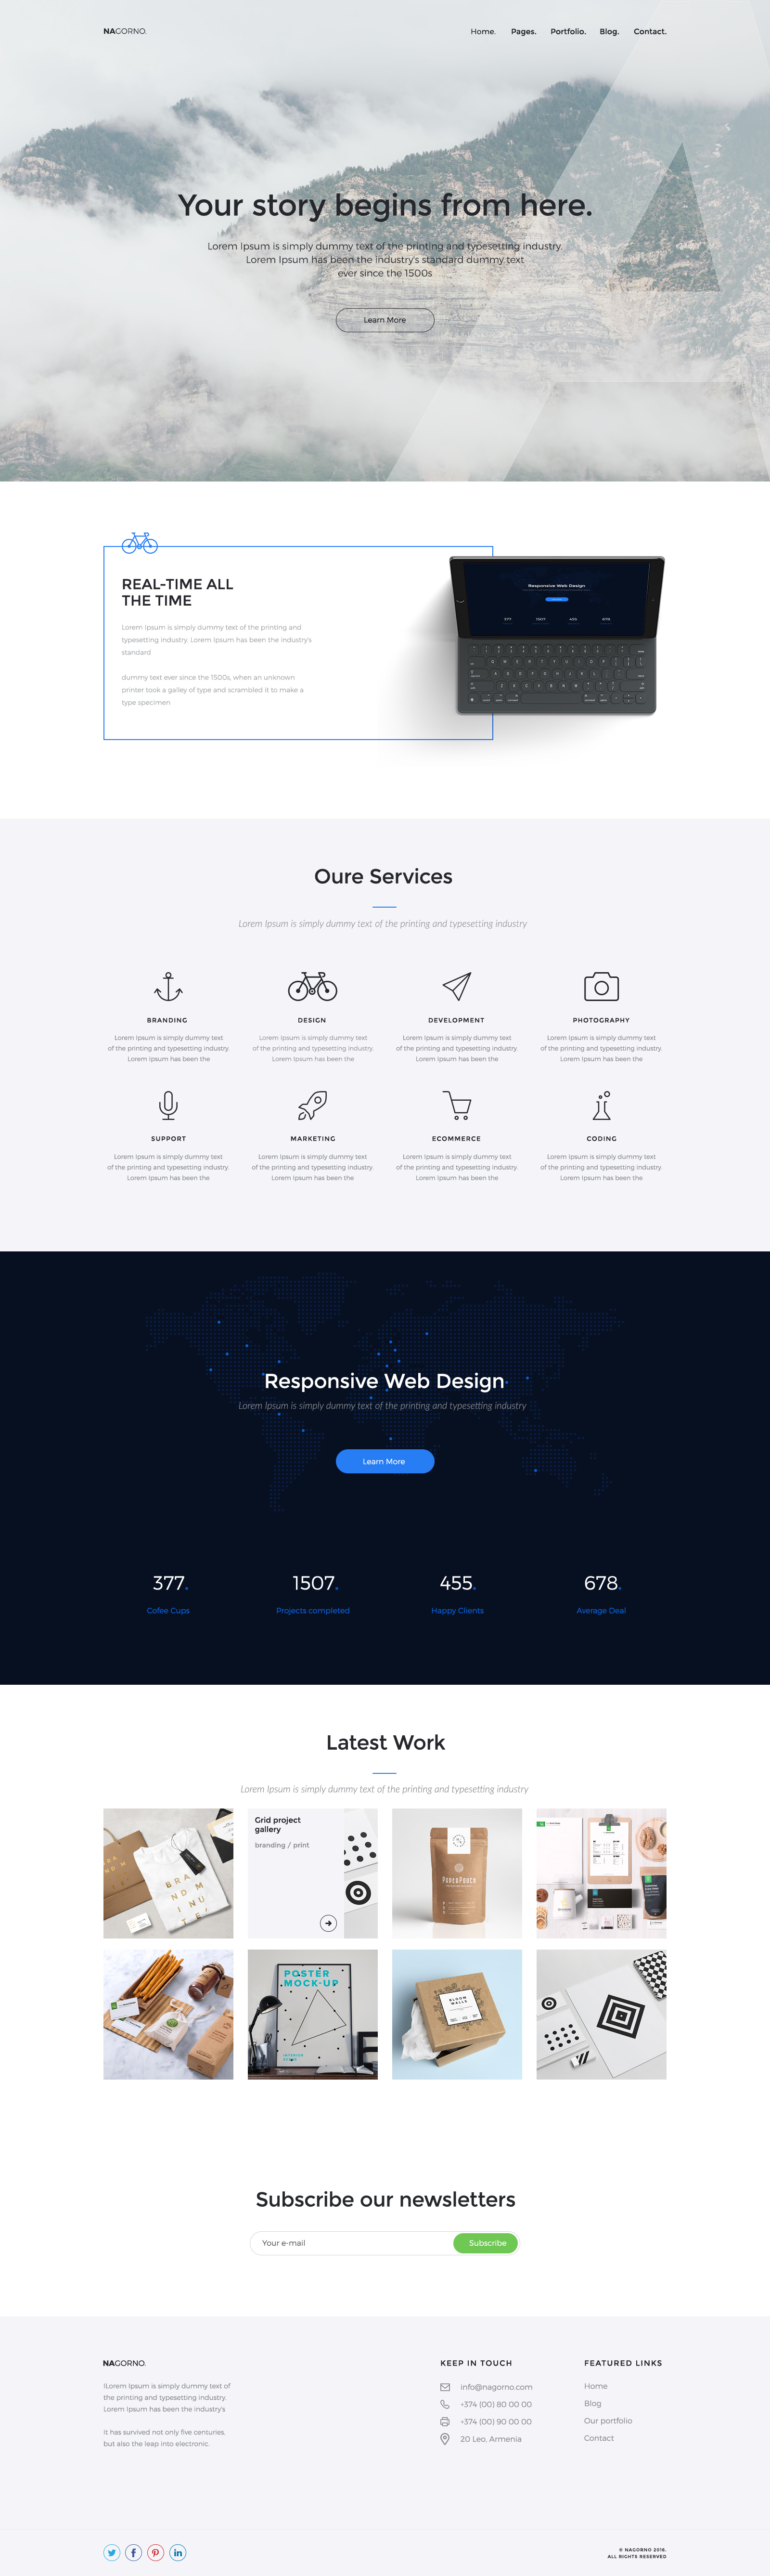 NAGORNO.
Home. Pages. Portfolio. Blog. Contact.
Your story begins from here.
Lorem Ipsum is simply dummy text of the printing and typesetting industry.
Lorem Ipsum has been the industry's standard dummy text
ever since the 1500s
Learn More
REAL-TIME ALL
THE TIME
Lorem Ipsum is simply dummy text of the printing and
typesetting industry. Lorem Ipsum has been the industry's
standard
dummy text ever since the 1500s, when an unknown
printer took a galley of type and scrambled it to make a
type specimen
Responsive Web Design
377 1507 455 678
Oure Services
Lorem Ipsum is simply dummy text of the printing and typesetting industry
BRANDING
Lorem Ipsum is simply dummy text
of the printing and typesetting industry.
Lorem Ipsum has been the
DESIGN
Lorem Ipsum is simply dummy text
of the printing and typesetting industry.
Lorem Ipsum has been the
DEVELOPMENT
Lorem Ipsum is simply dummy text
of the printing and typesetting industry.
Lorem Ipsum has been the
PHOTOGRAPHY
Lorem Ipsum is simply dummy text
of the printing and typesetting industry.
Lorem Ipsum has been the
SUPPORT
Lorem Ipsum is simply dummy text
of the printing and typesetting industry.
Lorem Ipsum has been the
MARKETING
Lorem Ipsum is simply dummy text
of the printing and typesetting industry.
Lorem Ipsum has been the
ECOMMERCE
Lorem Ipsum is simply dummy text
of the printing and typesetting industry.
Lorem Ipsum has been the
CODING
Lorem Ipsum is simply dummy text
of the printing and typesetting industry.
Lorem Ipsum has been the
Responsive Web Design
Lorem Ipsum is simply dummy text of the printing and typesetting industry
Learn More
377.
Cofee Cups
1507.
Projects completed
455.
Happy Clients
678.
Average Deal
Latest Work
Lorem Ipsum is simply dummy text of the printing and typesetting industry
BRA
NDM
INU
TE,
Grid project
gallery
branding / print
PAPER POUCH
POSTER
MOCK-UP
BLOOM
WALLS
Subscribe our newsletters
Your e-mail
Subscribe
NAGORNO.
!Lorem Ipsum is simply dummy text of
the printing and typesetting industry.
Lorem Ipsum has been the industry's
It has survived not only five centuries,
but also the leap into electronic.
KEEP IN TOUCH
info@nagorno.com
+374 (00) 80 00 00
+374 (00) 90 00 00
20 Leo, Armenia
FEATURED LINKS
Home
Blog
Our portfolio
Contact
© NAGORNO 2016.
ALL RIGHTS RESERVED